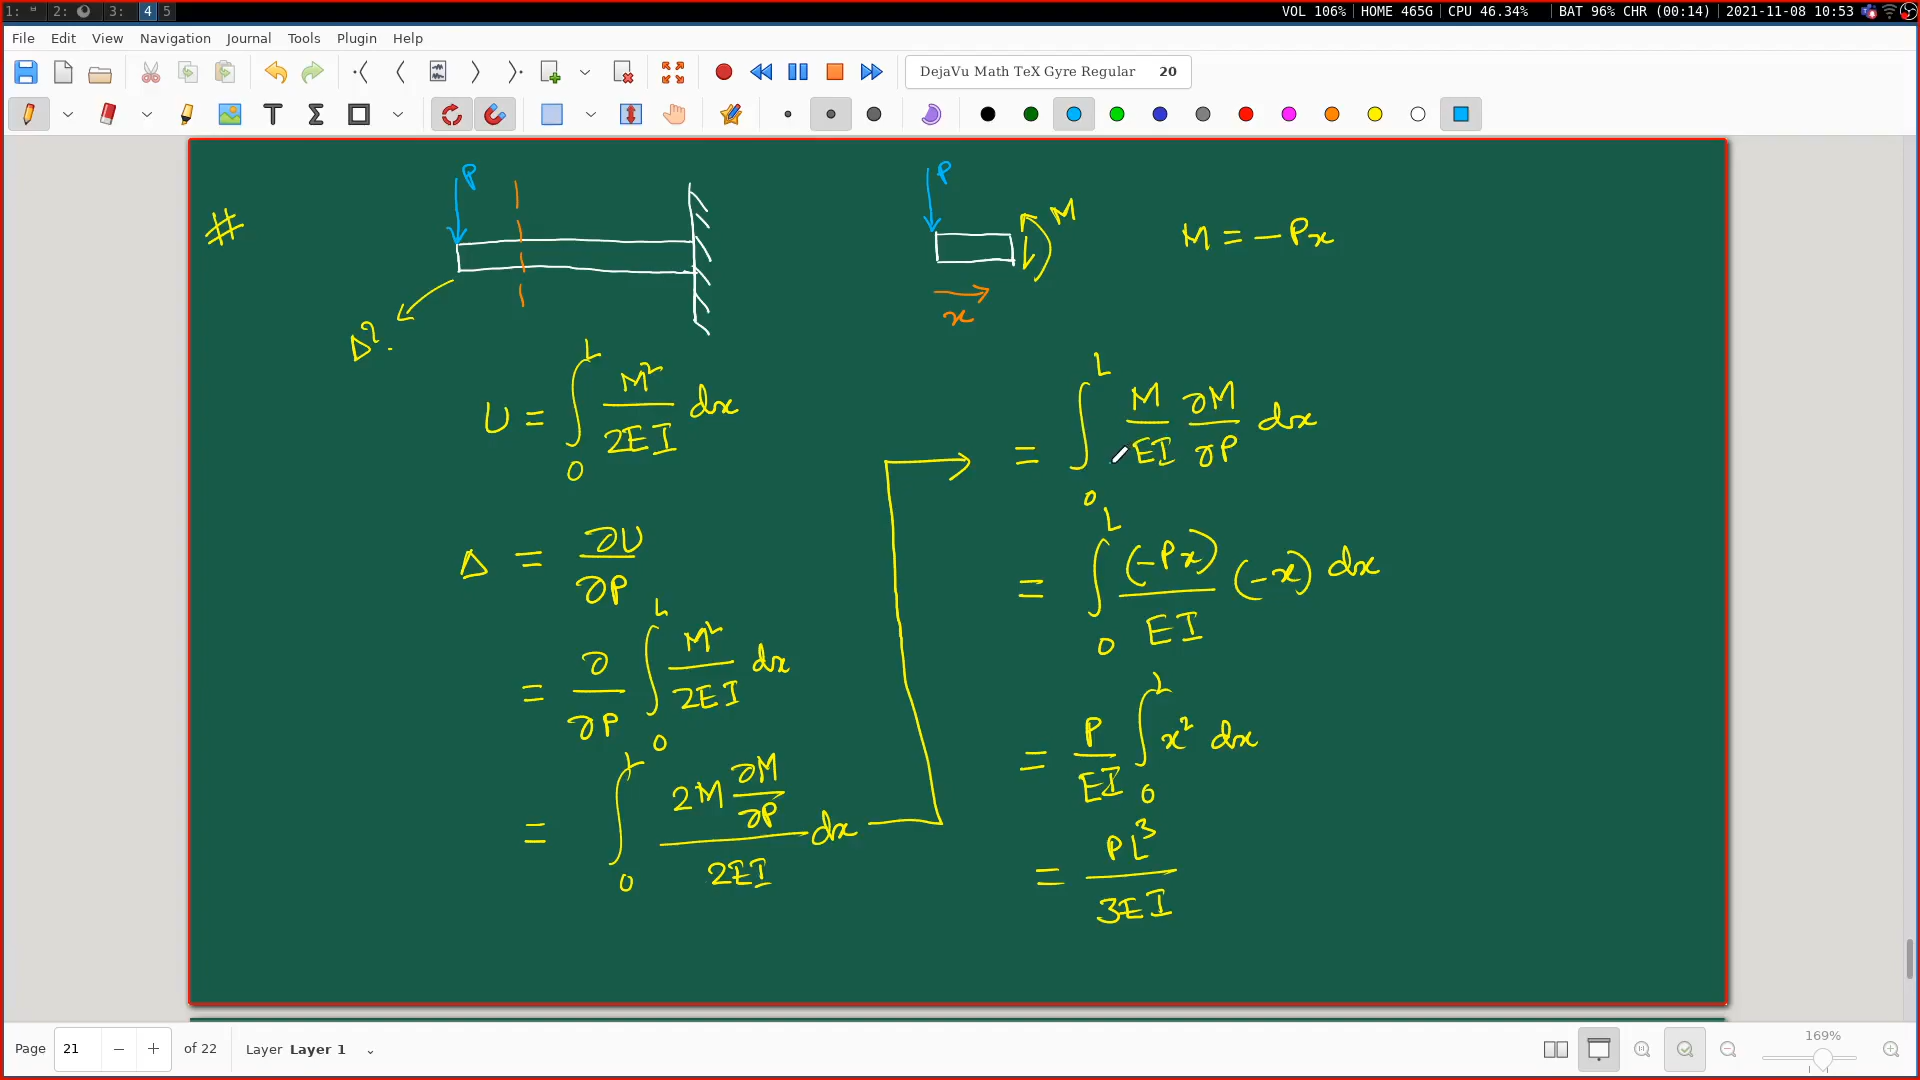 1: 2: 3: 4 5 VOL 106% HOME 465G CPU 46.34% BAT 96% CHR (00:14) 2021-11-08 10:53
File Edit View Navigation Journal Tools Plugin Help
DejaVu Math TeX Gyre Regular 20
T Σ
#
P
Δ?
P
M
x
M = -Px
U = ∫₀ᴸ M²/2EI dx
Δ = ∂U/∂P
= ∂/∂P ∫₀ᴸ M²/2EI dx
= ∫₀ᴸ (2M ∂M/∂P)/2EI dx
= ∫₀ᴸ M/EI ∂M/∂P dx
= ∫₀ᴸ (-Px)/EI (-x) dx
= P/EI ∫₀ᴸ x² dx
= PL³/3EI
Page 21 of 22 Layer Layer 1 169%